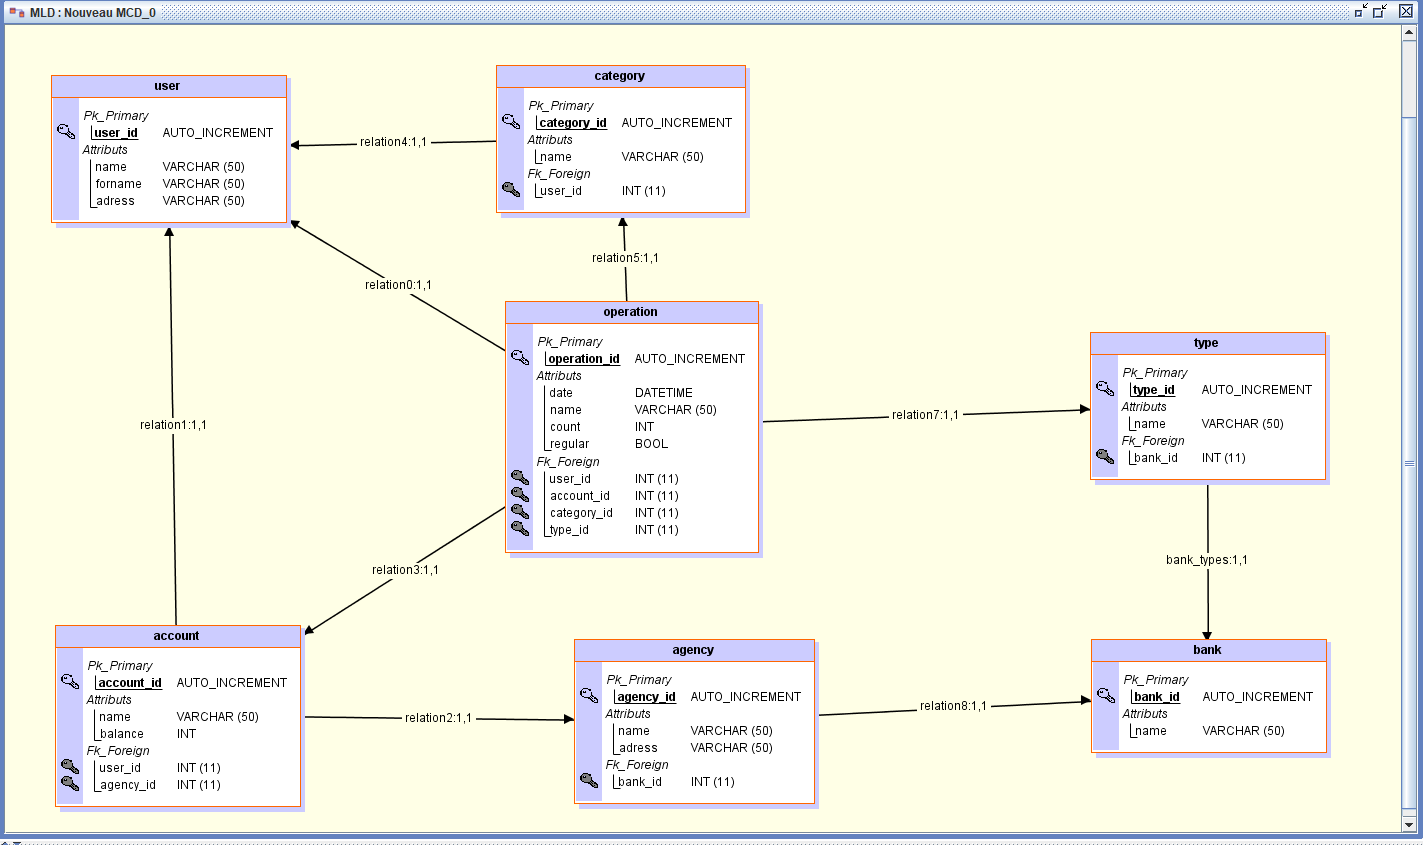 MLD : Nouveau MCD_0
user
Pk_Primary
user_id AUTO_INCREMENT
Attributs
name VARCHAR (50)
forname VARCHAR (50)
adress VARCHAR (50)
category
Pk_Primary
category_id AUTO_INCREMENT
Attributs
name VARCHAR (50)
Fk_Foreign
user_id INT (11)
relation4:1,1
relation5:1,1
relation0:1,1
operation
Pk_Primary
operation_id AUTO_INCREMENT
Attributs
date DATETIME
name VARCHAR (50)
count INT
regular BOOL
Fk_Foreign
user_id INT (11)
account_id INT (11)
category_id INT (11)
type_id INT (11)
type
Pk_Primary
type_id AUTO_INCREMENT
Attributs
name VARCHAR (50)
Fk_Foreign
bank_id INT (11)
relation7:1,1
relation1:1,1
relation3:1,1
bank_types:1,1
account
Pk_Primary
account_id AUTO_INCREMENT
Attributs
name VARCHAR (50)
balance INT
Fk_Foreign
user_id INT (11)
agency_id INT (11)
relation2:1,1
agency
Pk_Primary
agency_id AUTO_INCREMENT
Attributs
name VARCHAR (50)
adress VARCHAR (50)
Fk_Foreign
bank_id INT (11)
relation8:1,1
bank
Pk_Primary
bank_id AUTO_INCREMENT
Attributs
name VARCHAR (50)